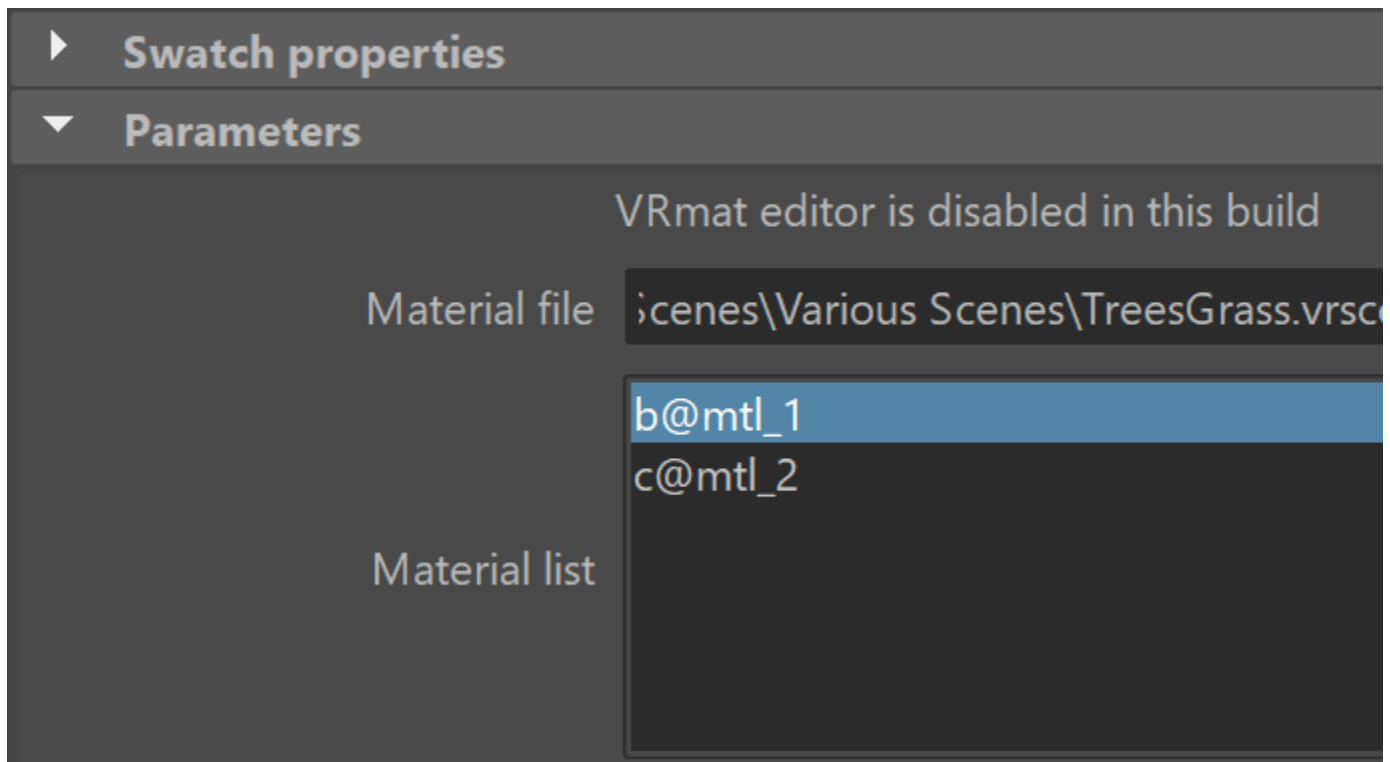 Swatch properties
Parameters
VRmat editor is disabled in this build
Material file
cenes\Various Scenes\TreesGrass.vrsc
b@mtl_1
c@mtl_2
Material list